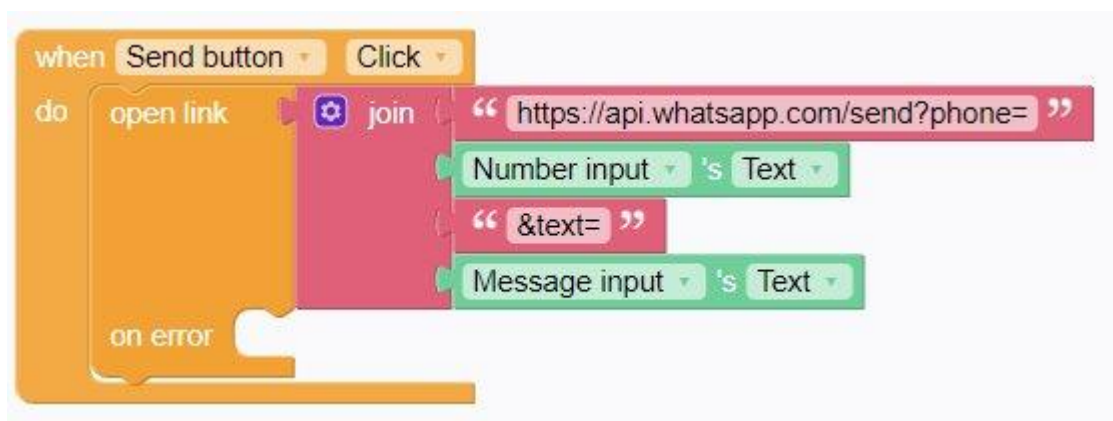 when Send button Click
do open link join “ https://api.whatsapp.com/send?phone= ”
Number input 's Text
“ &text= ”
Message input 's Text
on error